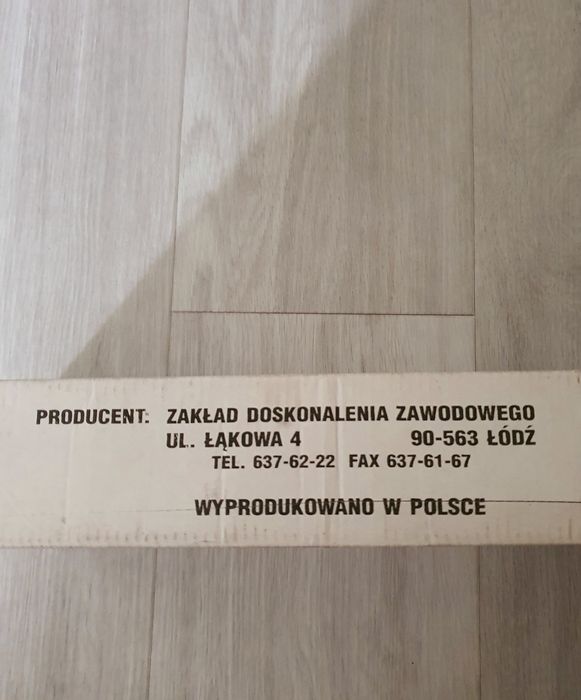 PRODUCENT: ZAKŁAD DOSKONALENIA ZAWODOWEGO
UL. ŁĄKOWA 4 90-563 ŁÓDŹ
TEL. 637-62-22 FAX 637-61-67
WYPRODUKOWANO W POLSCE